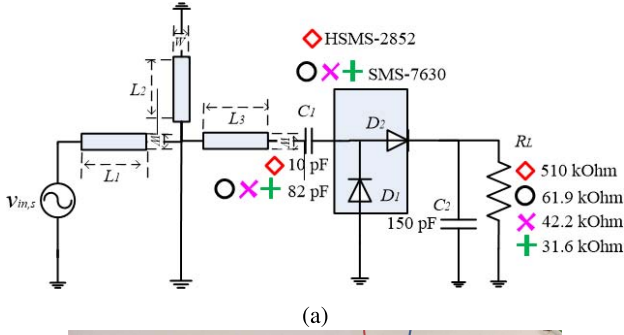 HSMS-2852
SMS-7630
W
L2
L3
C1
D2
RL
L1
10 pF
82 pF
D1
C2
150 pF
vin,s
510 kOhm
61.9 kOhm
42.2 kOhm
31.6 kOhm
(a)